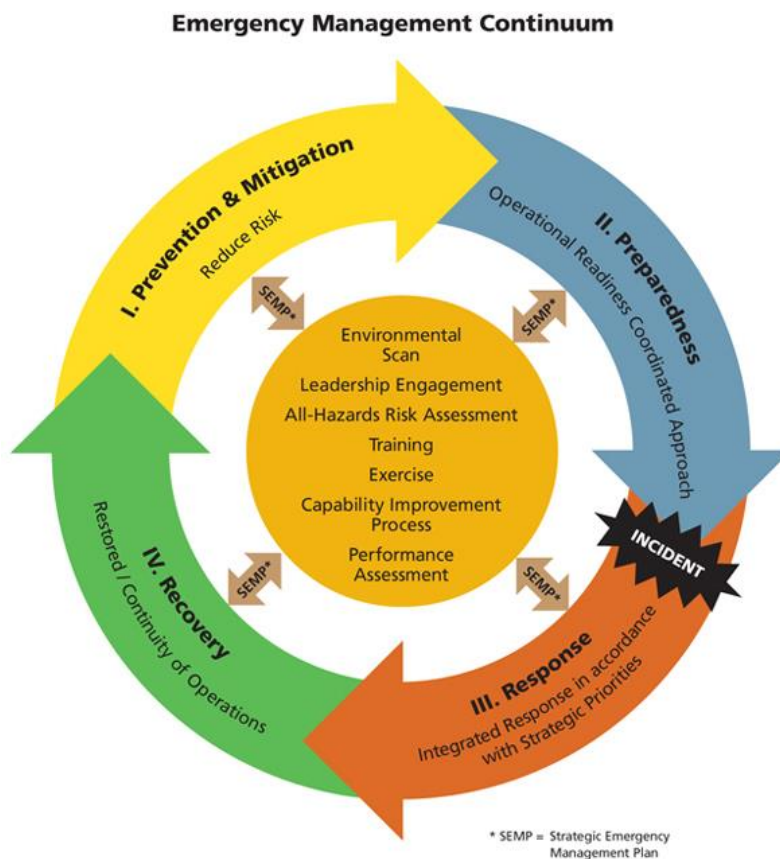 Emergency Management Continuum
I. Prevention & Mitigation
Reduce Risk
II. Preparedness
Operational Readiness Coordinated Approach
SEMP*
SEMP*
Environmental
Scan
Leadership Engagement
All-Hazards Risk Assessment
Training
Exercise
Capability Improvement
Process
Performance
Assessment
INCIDENT
SEMP*
SEMP*
III. Response
Integrated Response in accordance
with Strategic Priorities
IV. Recovery
Restored / Continuity of Operations
* SEMP = Strategic Emergency
Management Plan